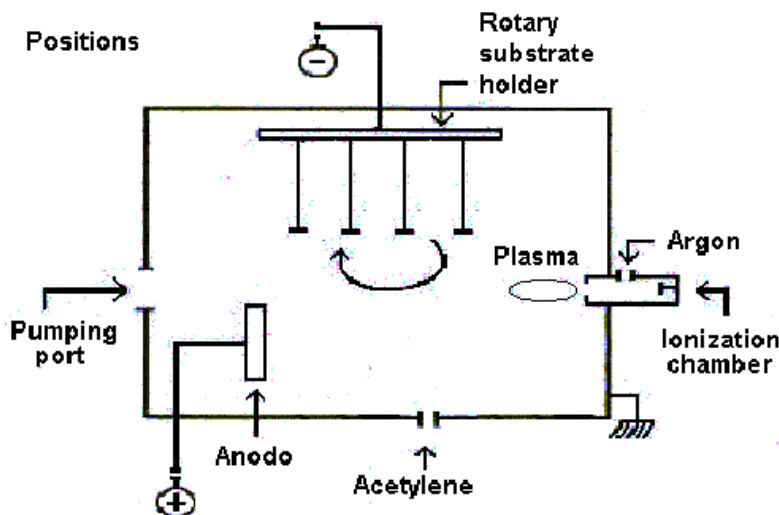 Positions
Rotary
substrate
holder
−
Plasma
Argon
Pumping
port
Ionization
chamber
Anodo
Acetylene
+